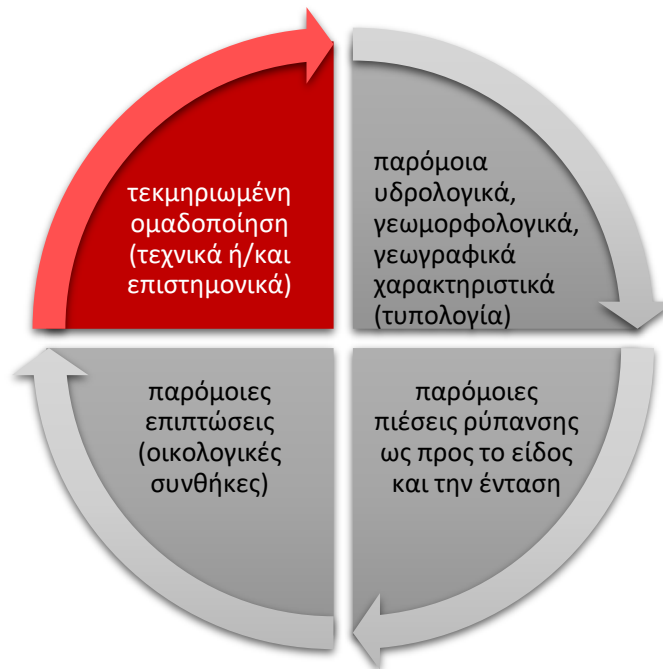 τεκμηριωμένη
ομαδοποίηση
(τεχνικά ή/και
επιστημονικά)
παρόμοια
υδρολογικά,
γεωμορφολογικά,
γεωγραφικά
χαρακτηριστικά
(τυπολογία)
παρόμοιες
επιπτώσεις
(οικολογικές
συνθήκες)
παρόμοιες
πιέσεις ρύπανσης
ως προς το είδος
και την ένταση